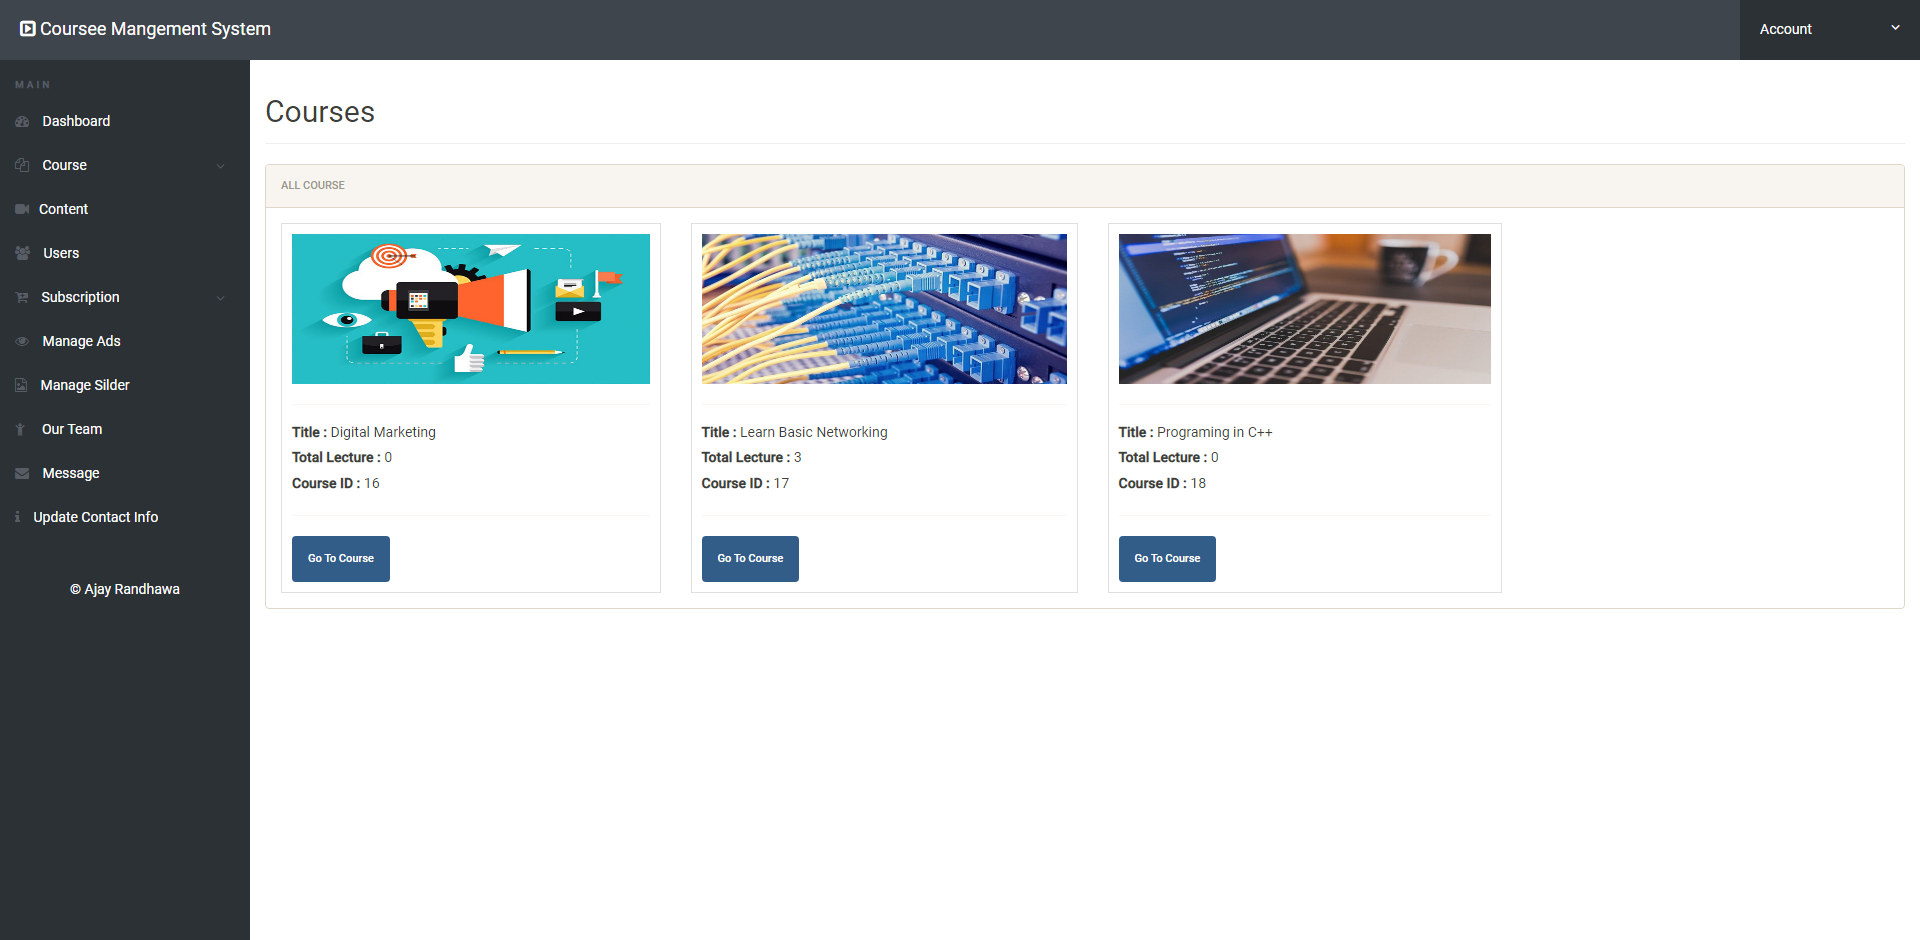 Coursee Mangement System
Account
MAIN
Dashboard
Course
Content
Users
Subscription
Manage Ads
Manage Silder
Our Team
Message
Update Contact Info
© Ajay Randhawa
Courses
ALL COURSE
Title : Digital Marketing
Total Lecture : 0
Course ID : 16
Go To Course
Title : Learn Basic Networking
Total Lecture : 3
Course ID : 17
Go To Course
Title : Programing in C++
Total Lecture : 0
Course ID : 18
Go To Course